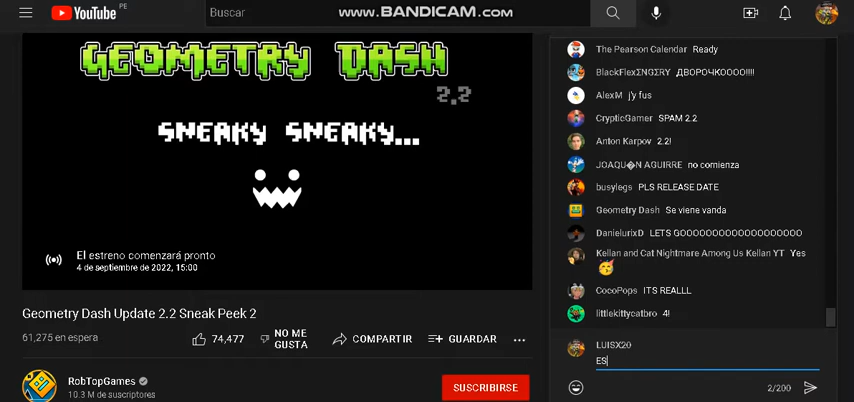 YouTube PE
Buscar
www.BANDICAM.com
GEOMETRY DASH
2.2
SNEAKY SNEAKY...
El estreno comenzará pronto
4 de septiembre de 2022, 15:00
Geometry Dash Update 2.2 Sneak Peek 2
61,275 en espera
74,477
NO ME GUSTA
COMPARTIR
GUARDAR
RobTopGames
10.3 M de suscriptores
SUSCRIBIRSE
The Pearson Calendar Ready
BlackFlexΣNGΣRY ДВОРОЧКОООО!!!!
AlexM j'y fus
CrypticGamer SPAM 2.2
Anton Karpov 2.2!
JOAQU�N AGUIRRE no comienza
busylegs PLS RELEASE DATE
Geometry Dash Se viene vanda
DanielurixD LETS GOOOOOOOOOOOOOOOOOO
Kellan and Cat Nightmare Among Us Kellan YT Yes
🥳
CocoPops ITS REALLL
littlekittycatbro 4!
LUISX20
ES
2/200